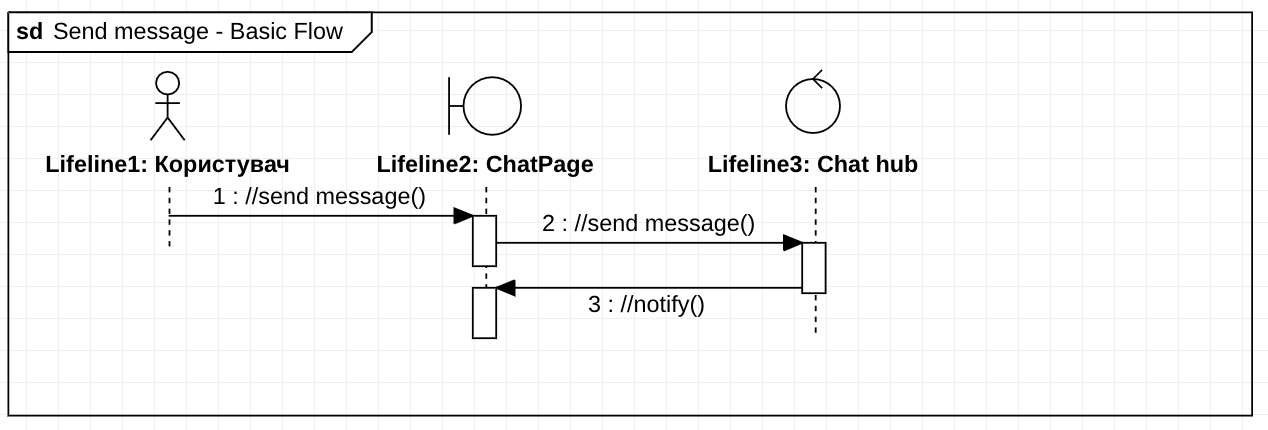 sd Send message - Basic Flow
Lifeline1: Користувач
Lifeline2: ChatPage
Lifeline3: Chat hub
1 : //send message()
2 : //send message()
3 : //notify()